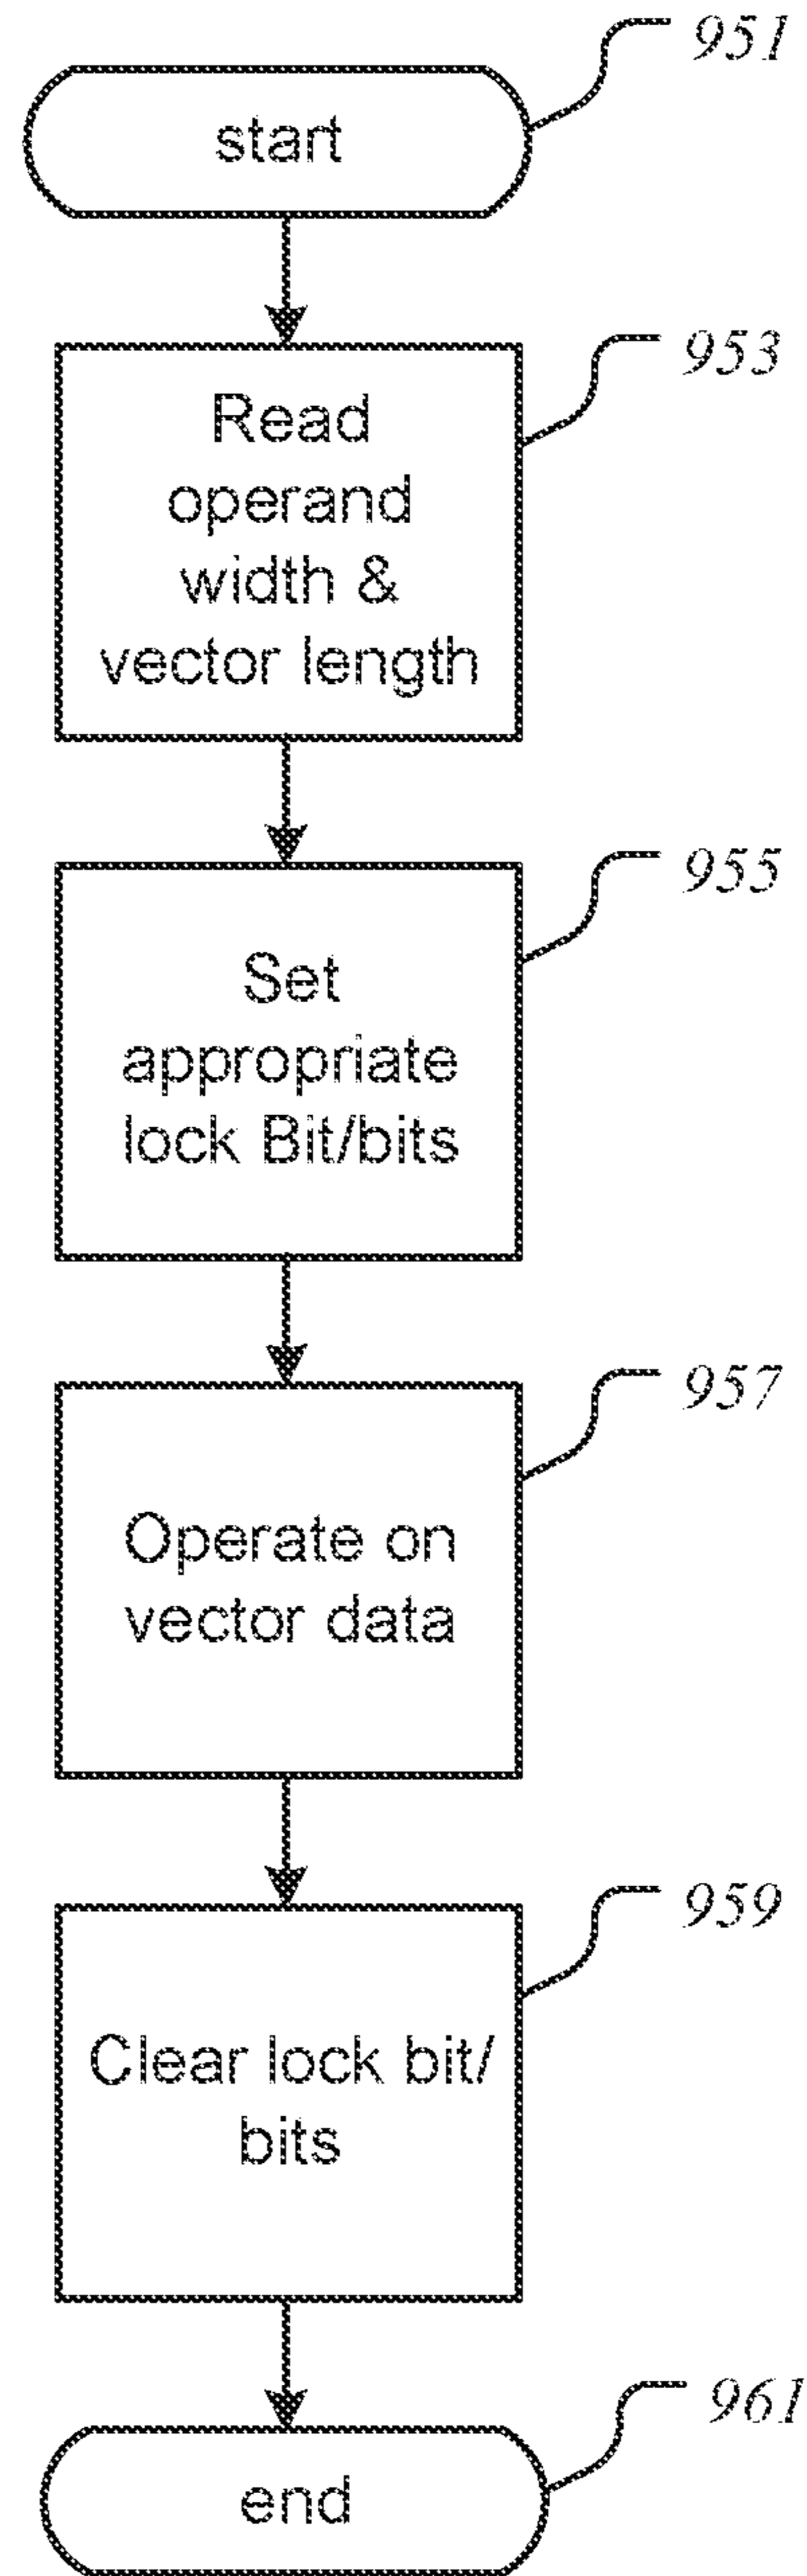 951
start
953
Read
operand
width &
vector length
955
Set
appropriate
lock Bit/bits
957
Operate on
vector data
959
Clear lock bit/
bits
961
end